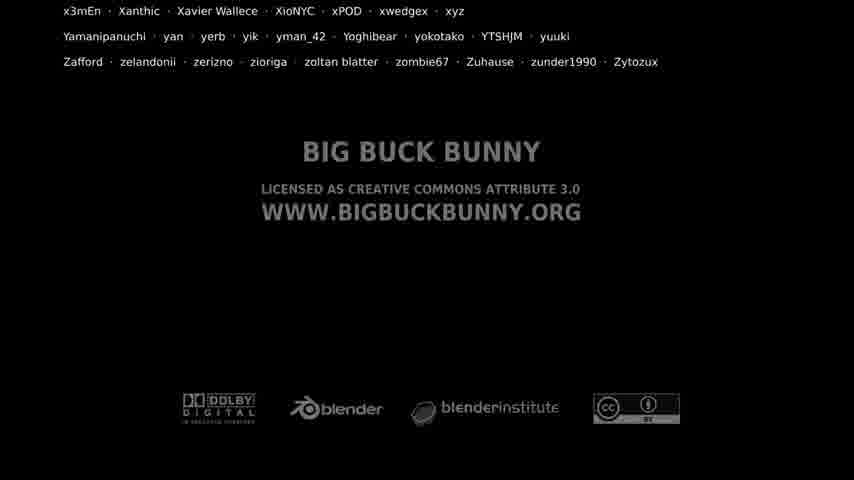 x3mEn · Xanthic · Xavier Wallece · XioNYC · xPOD · xwedgex · xyz
Yamanipanuchi · yan · yerb · yik · yman_42 · Yoghibear · yokotako · YTSHJM · yuuki
Zafford · zelandonii · zerizno · zioriga · zoltan blatter · zombie67 · Zuhause · zunder1990 · Zytozux
BIG BUCK BUNNY
LICENSED AS CREATIVE COMMONS ATTRIBUTE 3.0
WWW.BIGBUCKBUNNY.ORG
DOLBY
DIGITAL
blender
blenderinstitute
cc
BY